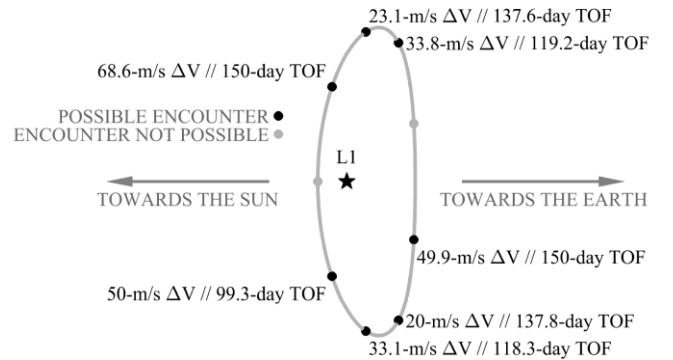 23.1-m/s ΔV // 137.6-day TOF
33.8-m/s ΔV // 119.2-day TOF
68.6-m/s ΔV // 150-day TOF
POSSIBLE ENCOUNTER
ENCOUNTER NOT POSSIBLE
L1
TOWARDS THE SUN
TOWARDS THE EARTH
49.9-m/s ΔV // 150-day TOF
50-m/s ΔV // 99.3-day TOF
20-m/s ΔV // 137.8-day TOF
33.1-m/s ΔV // 118.3-day TOF